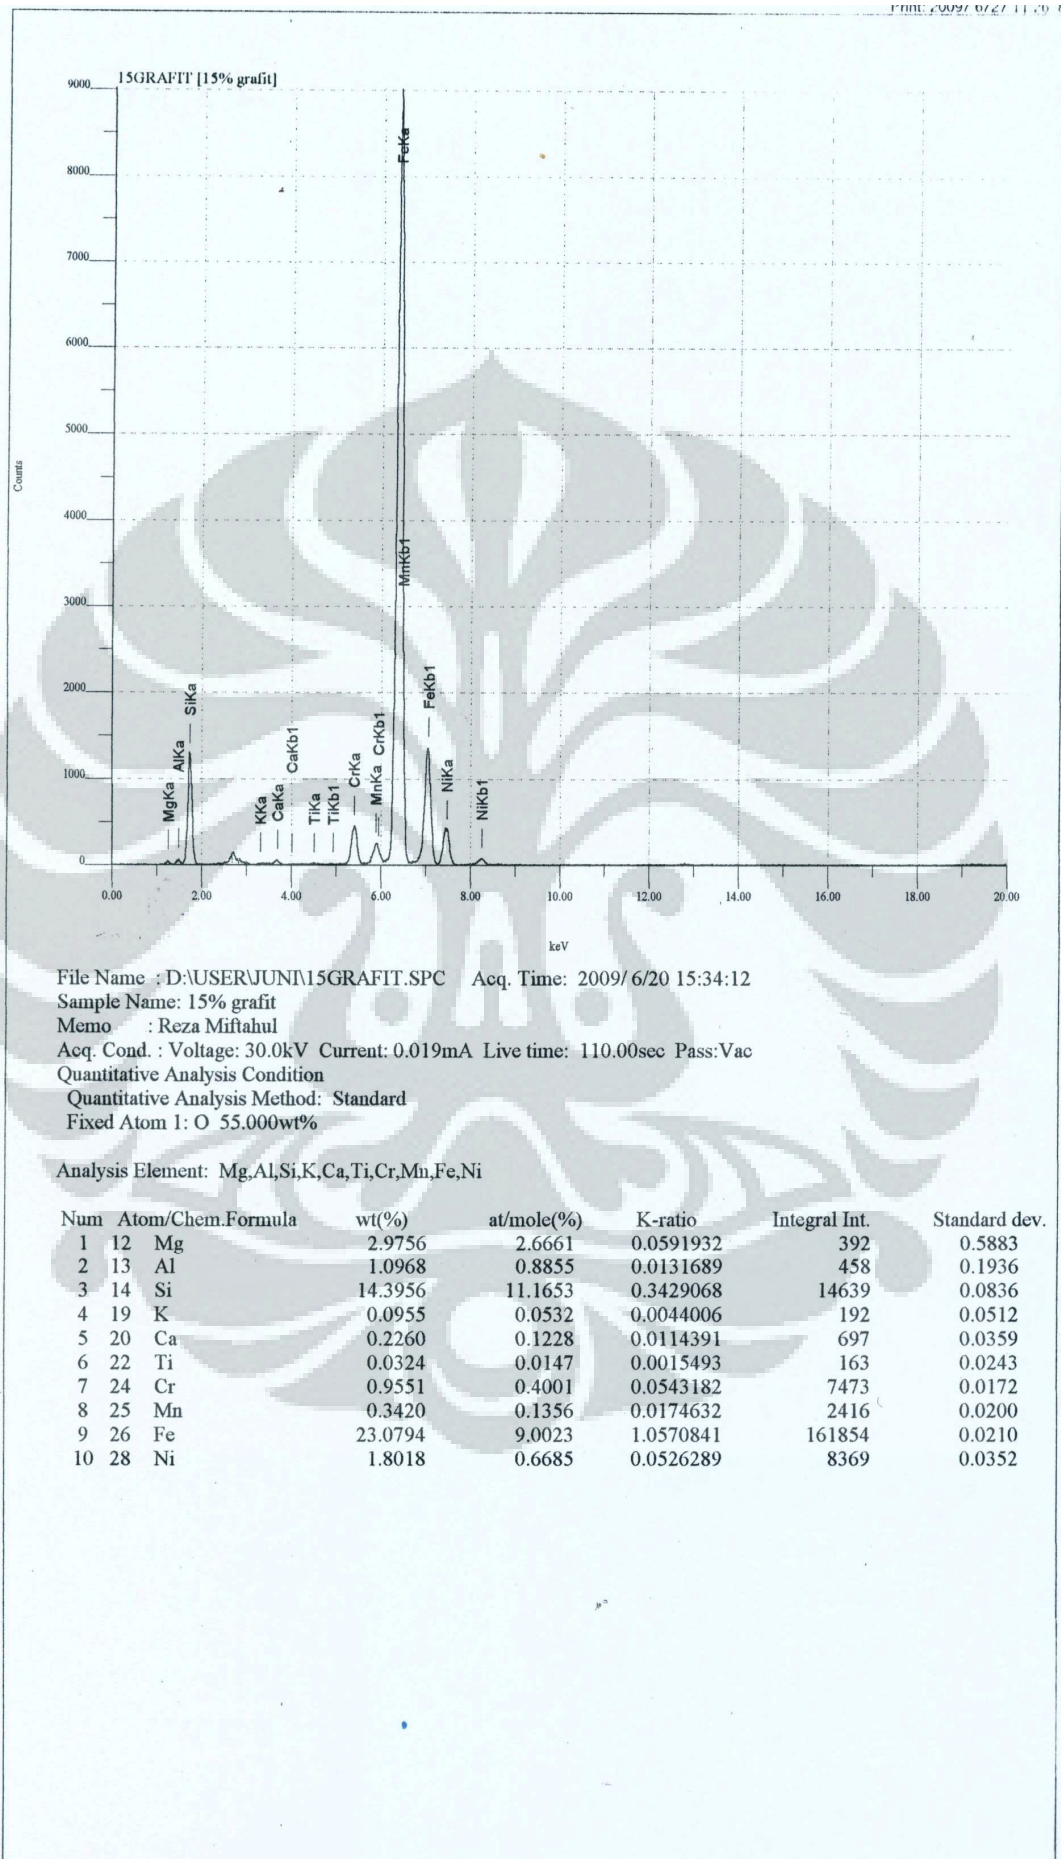 Print: 2009/ 6/27 11:26
15GRAFIT [15% grafit]
9000
8000
7000
6000
5000
4000
3000
2000
1000
0
Counts
MgKa
AlKa
SiKa
KKa
CaKa
CaKb1
TiKa
TiKb1
CrKa
MnKa
CrKb1
FeKa
MnKb1
FeKb1
NiKa
NiKb1
0.00 2.00 4.00 6.00 8.00 10.00 12.00 14.00 16.00 18.00 20.00
keV
File Name : D:\USER\JUNI\15GRAFIT.SPC Acq. Time: 2009/ 6/20 15:34:12
Sample Name: 15% grafit
Memo : Reza Miftahul
Acq. Cond. : Voltage: 30.0kV Current: 0.019mA Live time: 110.00sec Pass:Vac
Quantitative Analysis Condition
Quantitative Analysis Method: Standard
Fixed Atom 1: O 55.000wt%
Analysis Element: Mg,Al,Si,K,Ca,Ti,Cr,Mn,Fe,Ni
Num Atom/Chem.Formula wt(%) at/mole(%) K-ratio Integral Int. Standard dev.
1 12 Mg 2.9756 2.6661 0.0591932 392 0.5883
2 13 Al 1.0968 0.8855 0.0131689 458 0.1936
3 14 Si 14.3956 11.1653 0.3429068 14639 0.0836
4 19 K 0.0955 0.0532 0.0044006 192 0.0512
5 20 Ca 0.2260 0.1228 0.0114391 697 0.0359
6 22 Ti 0.0324 0.0147 0.0015493 163 0.0243
7 24 Cr 0.9551 0.4001 0.0543182 7473 0.0172
8 25 Mn 0.3420 0.1356 0.0174632 2416 0.0200
9 26 Fe 23.0794 9.0023 1.0570841 161854 0.0210
10 28 Ni 1.8018 0.6685 0.0526289 8369 0.0352